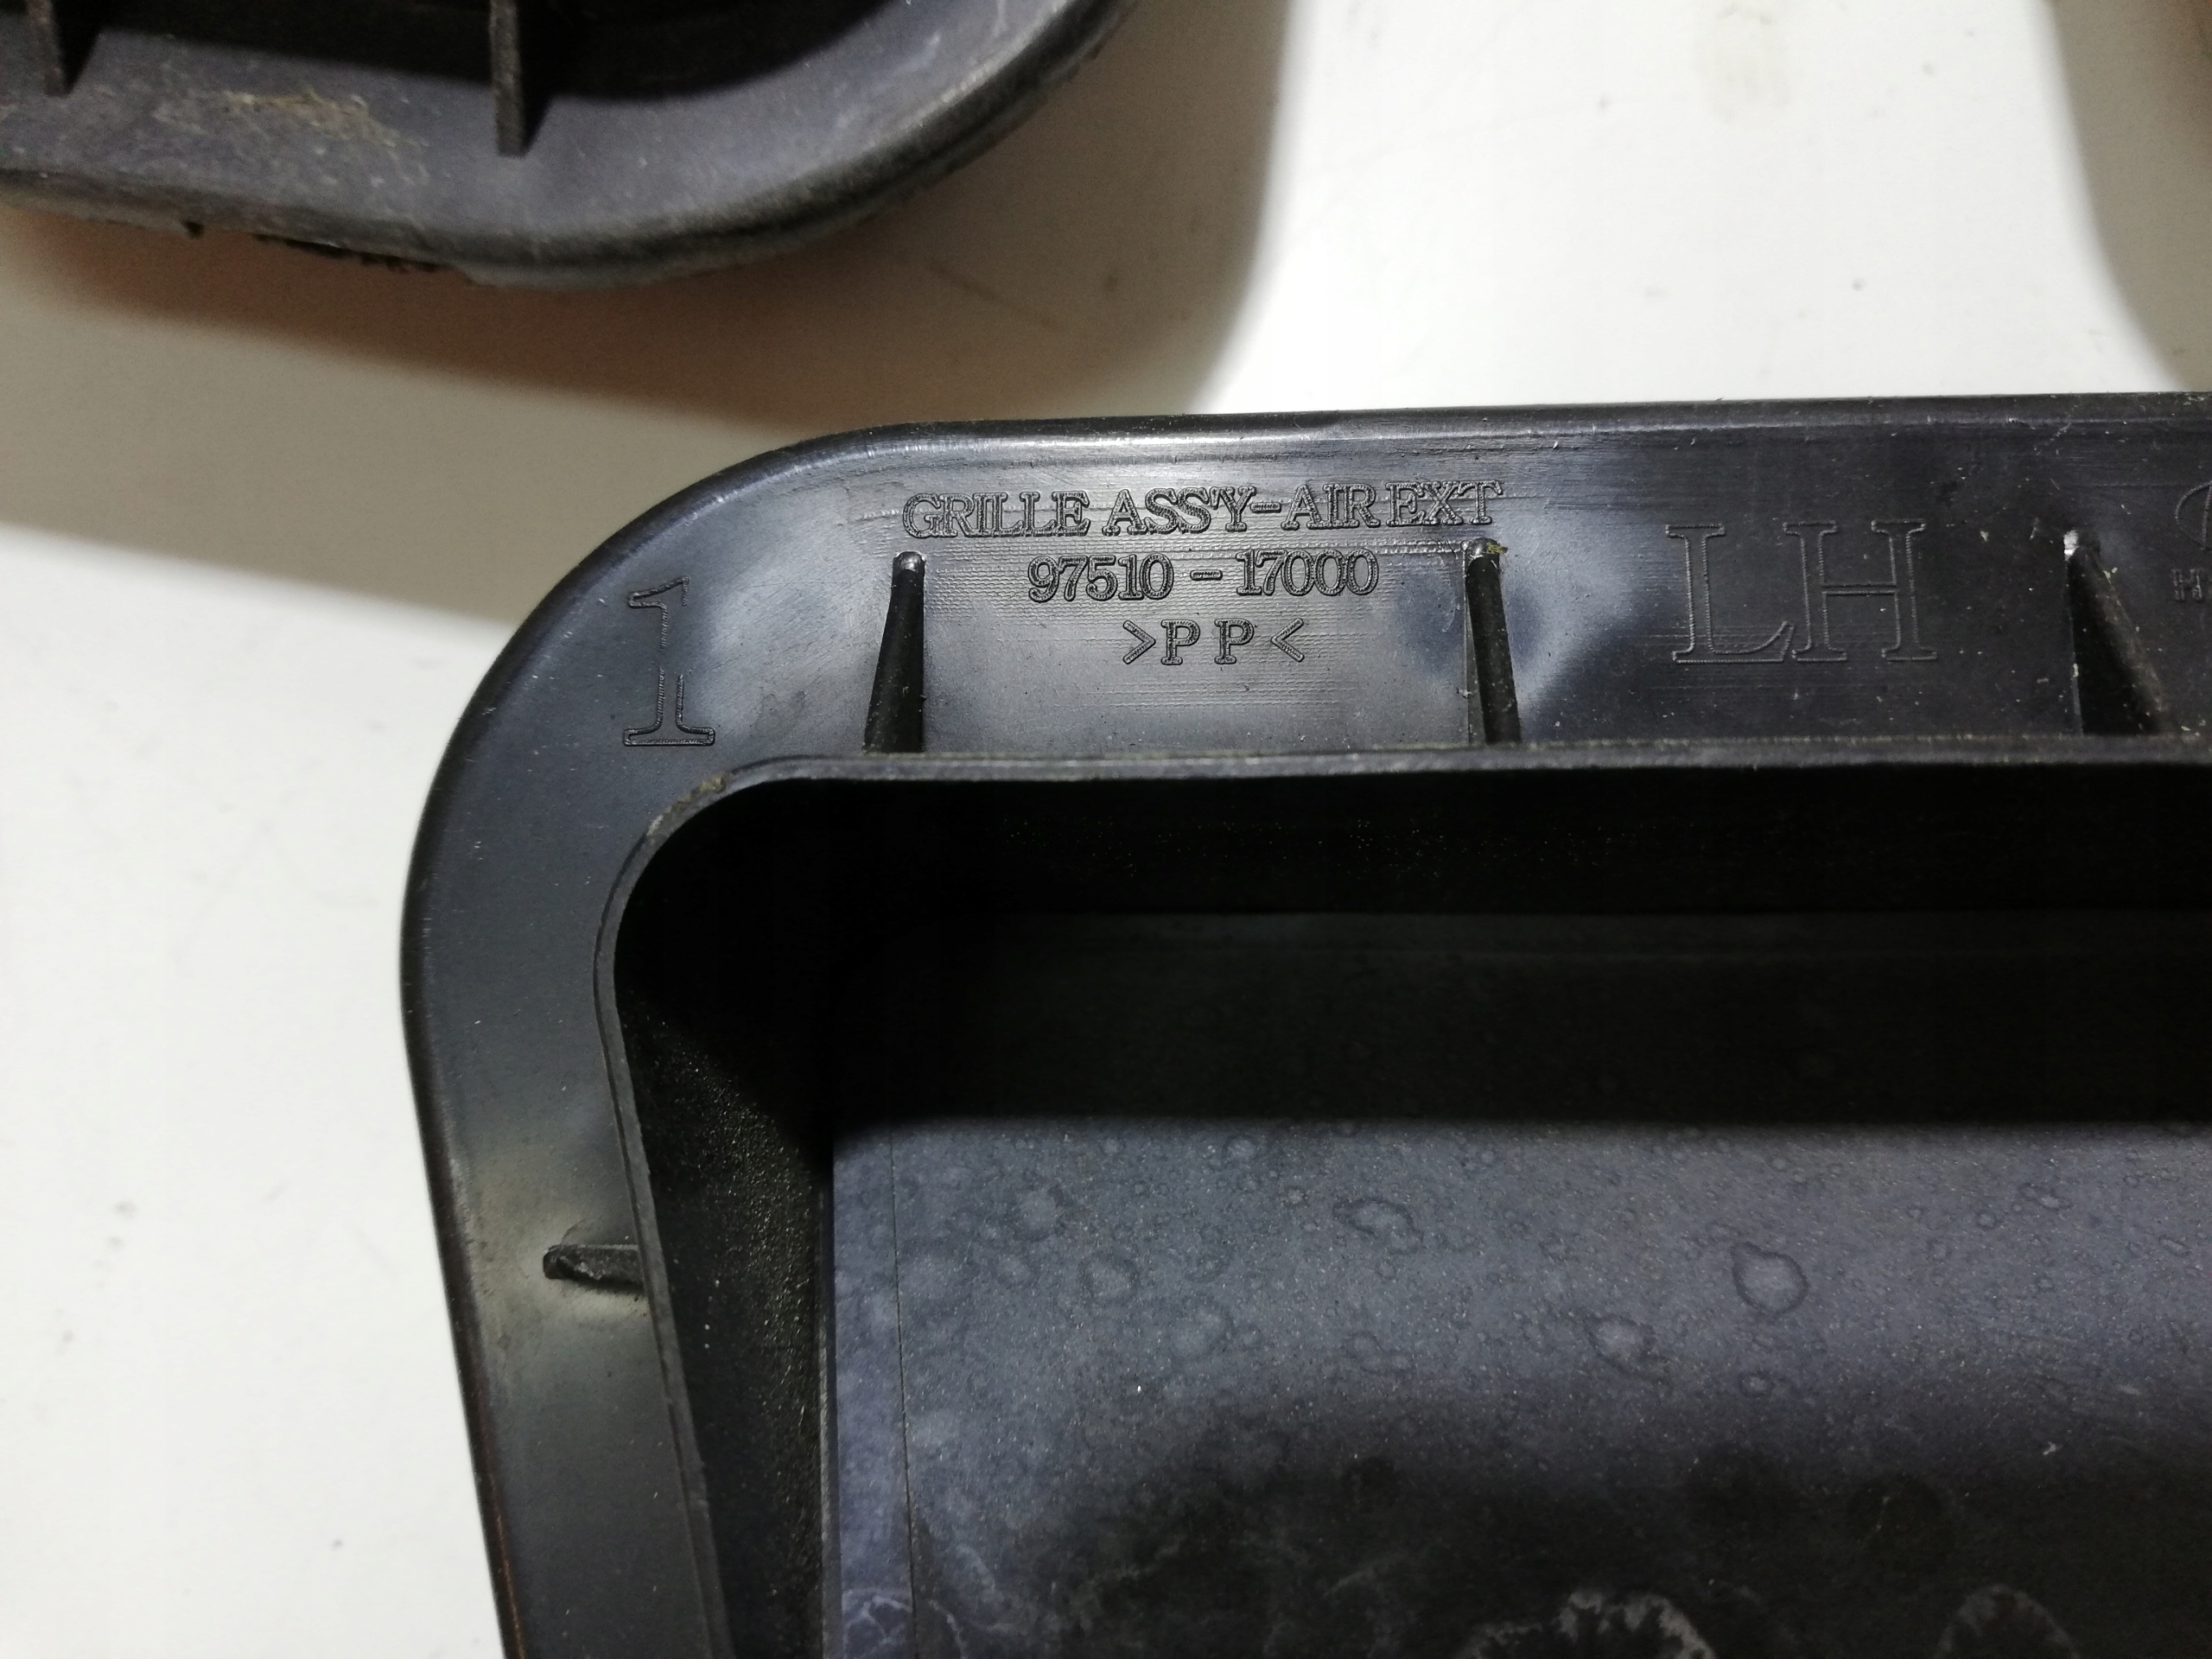 GRILLE ASS'Y-AIR EXT
97510-17000
>PP<
1
LH
H